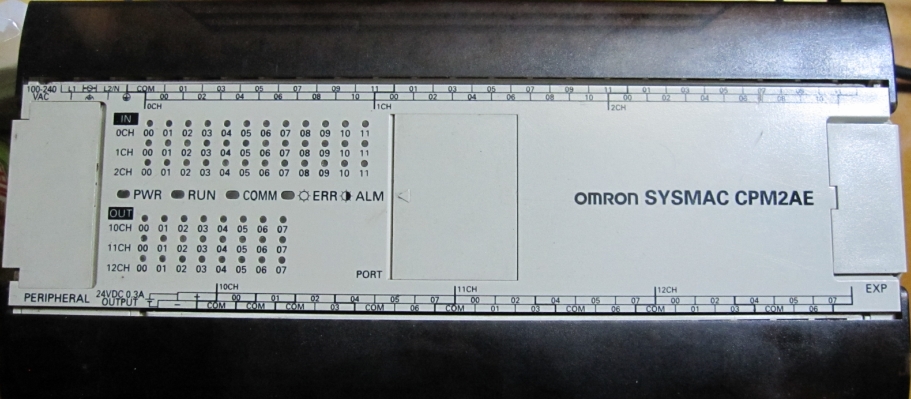 100-240 L1 L2/N COM 01 03 05 07 09 11 01 03 05 07 09 11 01 03 05 07 09 11
VAC 00 02 04 06 08 10 00 02 04 06 08 10 00 02 04 06 08 10
0CH 1CH 2CH
IN
0CH 00 01 02 03 04 05 06 07 08 09 10 11
1CH 00 01 02 03 04 05 06 07 08 09 10 11
2CH 00 01 02 03 04 05 06 07 08 09 10 11
PWR RUN COMM ERR ALM
OMRON SYSMAC CPM2AE
OUT
10CH 00 01 02 03 04 05 06 07
11CH 00 01 02 03 04 05 06 07
12CH 00 01 02 03 04 05 06 07
PORT
EXP
10CH 11CH 12CH
PERIPHERAL
24VDC 0.3A - + 00 01 02 04 05 07 00 02 04 05 07 00 02 04 05 07
OUTPUT COM COM COM 03 COM 06 COM 01 03 COM 06 COM 01 03 COM 06